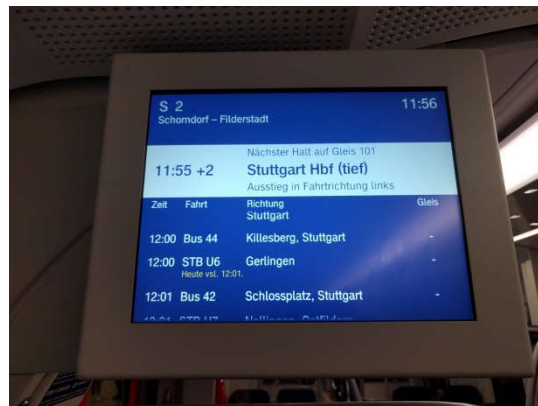 S 2
11:56
Schorndorf – Filderstadt
Nächster Halt auf Gleis 101
11:55 +2 Stuttgart Hbf (tief)
Ausstieg in Fahrtrichtung links
Zeit Fahrt Richtung Gleis
Stuttgart
12:00 Bus 44 Killesberg, Stuttgart -
12:00 STB U6 Gerlingen -
Heute vsl. 12:01.
12:01 Bus 42 Schlossplatz, Stuttgart -